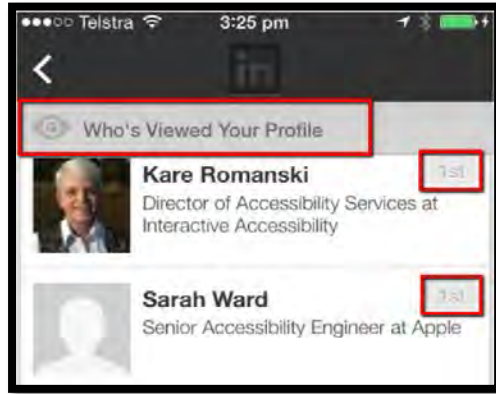 Telstra 3:25 pm
in
Who's Viewed Your Profile
Kare Romanski 1st
Director of Accessibility Services at
Interactive Accessibility
Sarah Ward 1st
Senior Accessibility Engineer at Apple